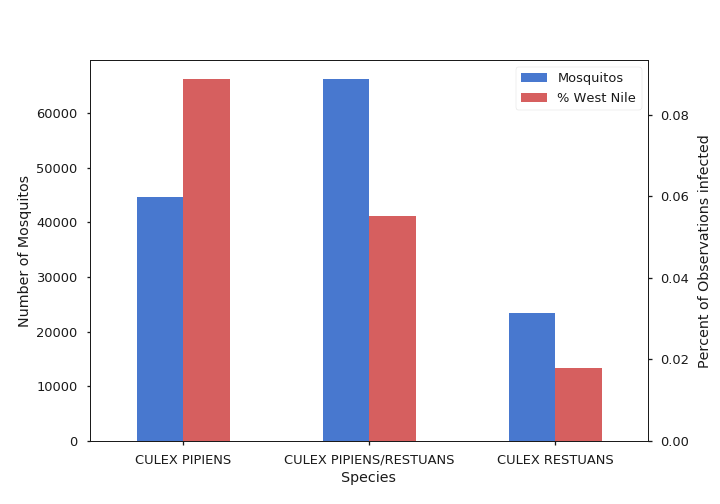 Mosquitos
% West Nile
60000
50000
40000
30000
20000
10000
0
Number of Mosquitos
0.08
0.06
0.04
0.02
0.00
Percent of Observations infected
CULEX PIPIENS
CULEX PIPIENS/RESTUANS
CULEX RESTUANS
Species